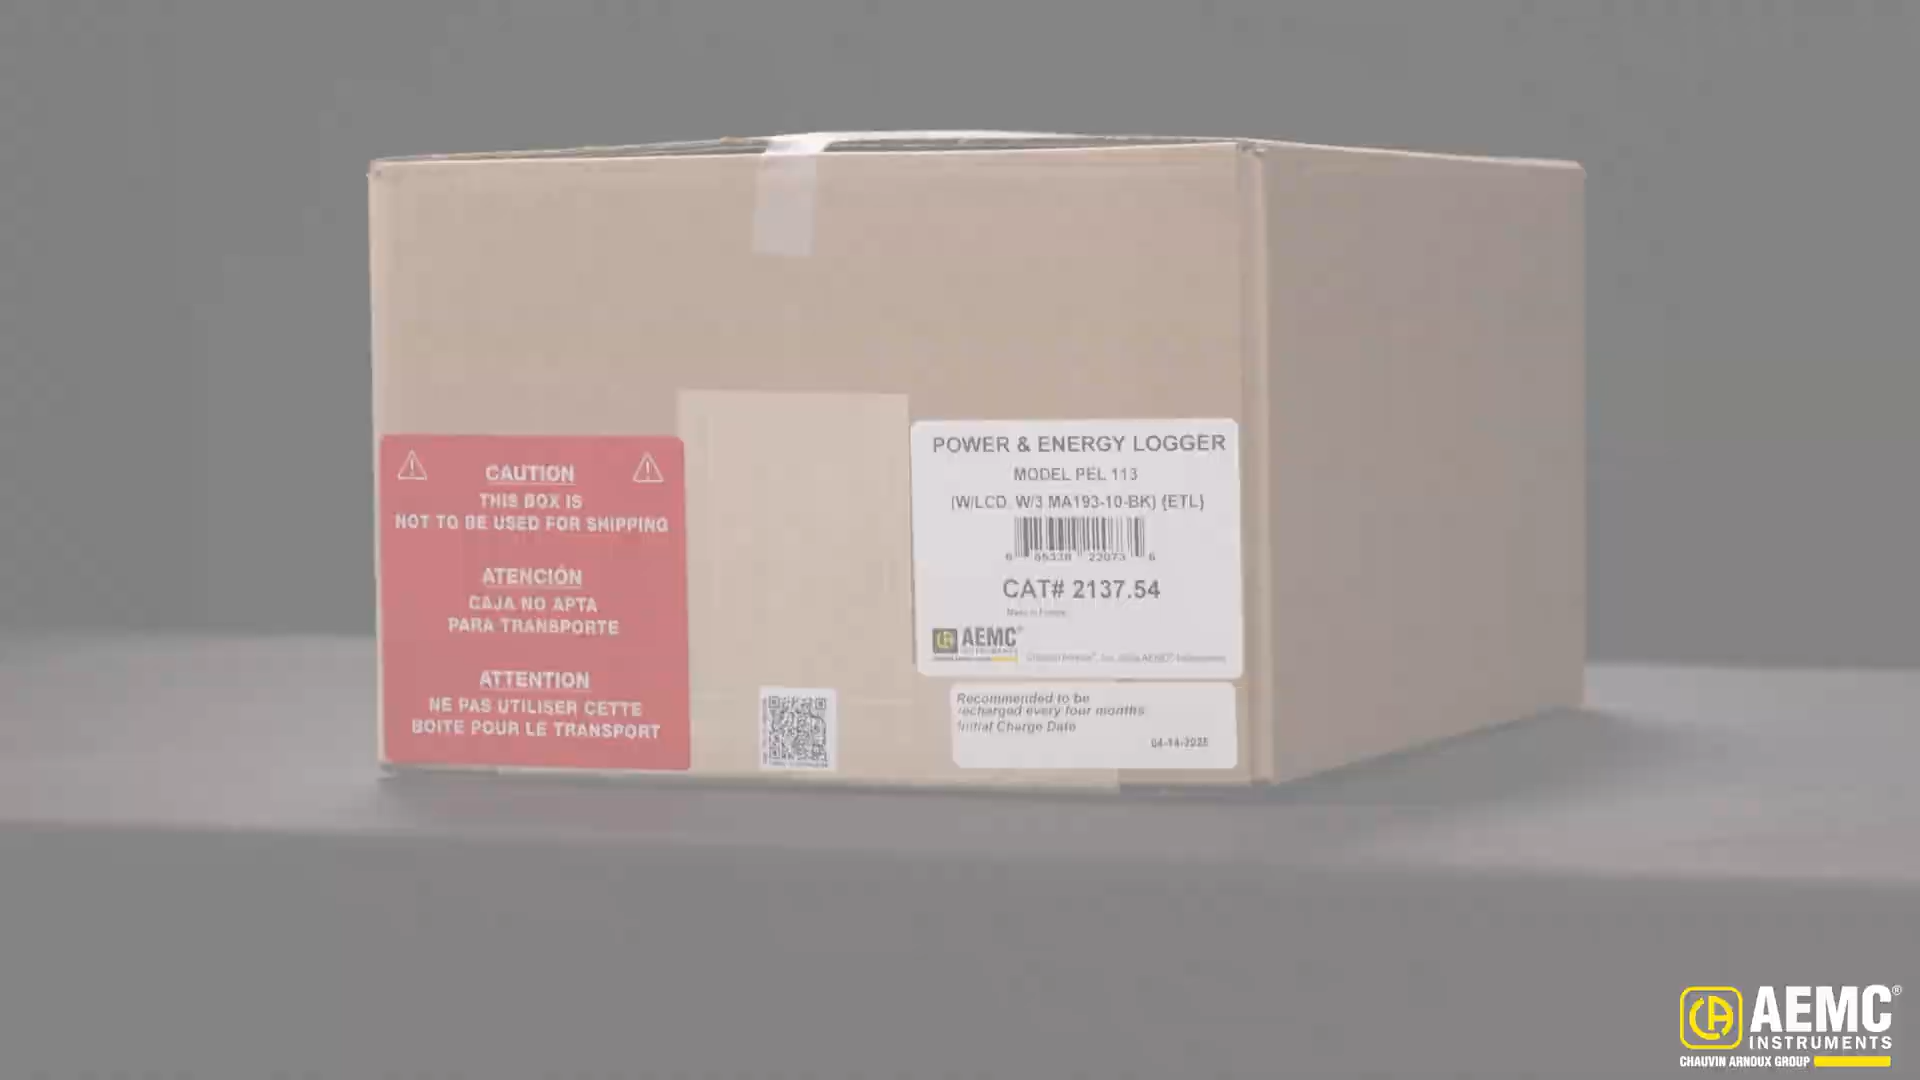 CAUTION
THIS BOX IS
NOT TO BE USED FOR SHIPPING
ATENCIÓN
CAJA NO APTA
PARA TRANSPORTE
ATTENTION
NE PAS UTILISER CETTE
BOITE POUR LE TRANSPORT
POWER & ENERGY LOGGER
MODEL PEL 113
(W/LCD, W/3 MA193-10-BK) {ETL}
CAT# 2137.54
AEMC®
INSTRUMENTS
Recommended to be
recharged every four months
Initial Charge Date
AEMC®
INSTRUMENTS
CHAUVIN ARNOUX GROUP